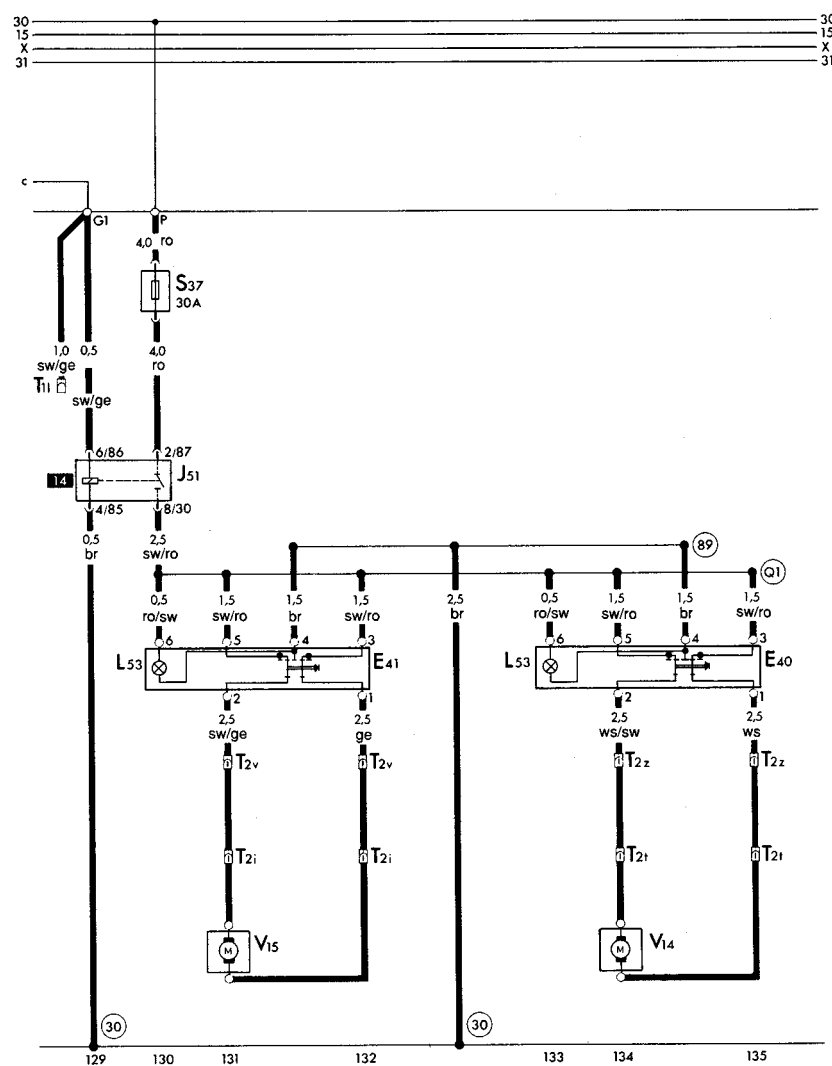 30 30
15 15
X X
31 31
c
G1 P
4,0 ro
S37
30A
1,0 0,5 4,0
sw/ge ro
T1l
sw/ge
6/86 2/87
14 J51
4/85 8/30
0,5 2,5
br sw/ro
89
Q1
0,5 1,5 1,5 1,5 2,5 0,5 1,5 1,5 1,5
ro/sw sw/ro br sw/ro br ro/sw sw/ro br sw/ro
6 5 4 3 6 5 4 3
L53 E41 L53 E40
2 1 2 1
2,5 2,5 2,5 2,5
sw/ge ge ws/sw ws
T2v T2v T2z T2z
T2i T2i T2t T2t
M V15 M V14
30 30
129 130 131 132 133 134 135